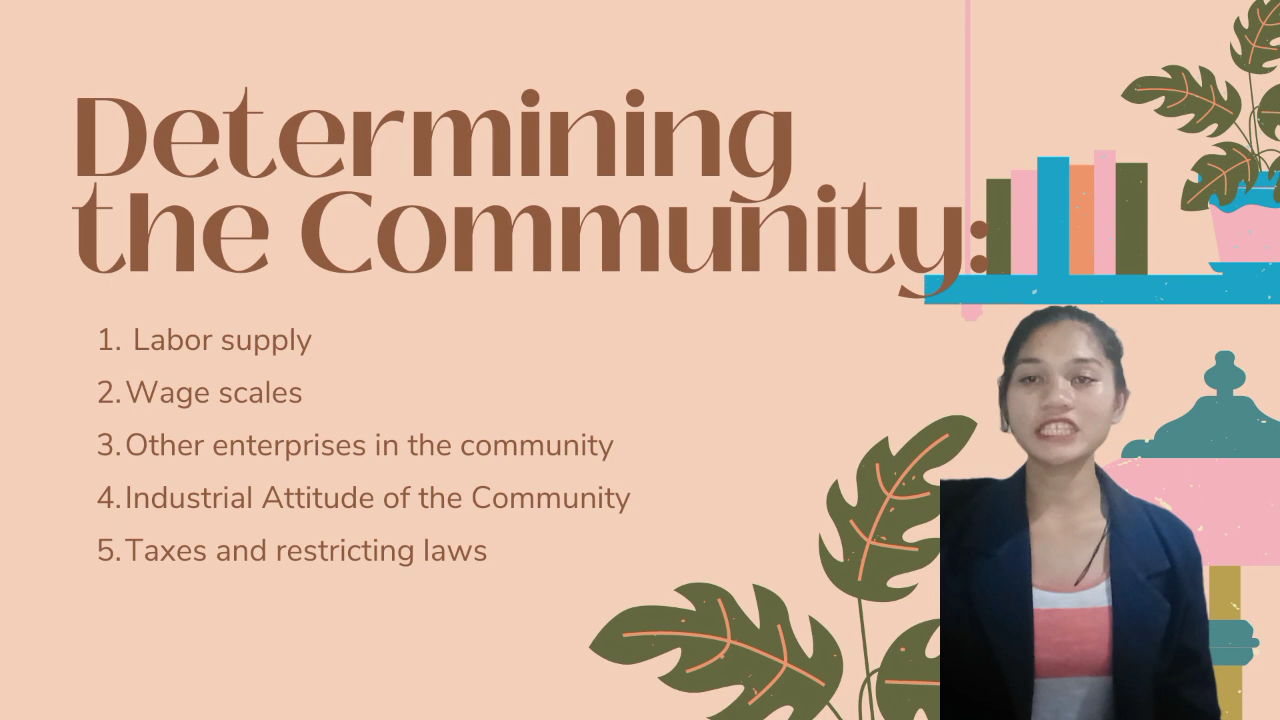 Determining
the Community:
1. Labor supply
2. Wage scales
3. Other enterprises in the community
4. Industrial Attitude of the Community
5. Taxes and restricting laws